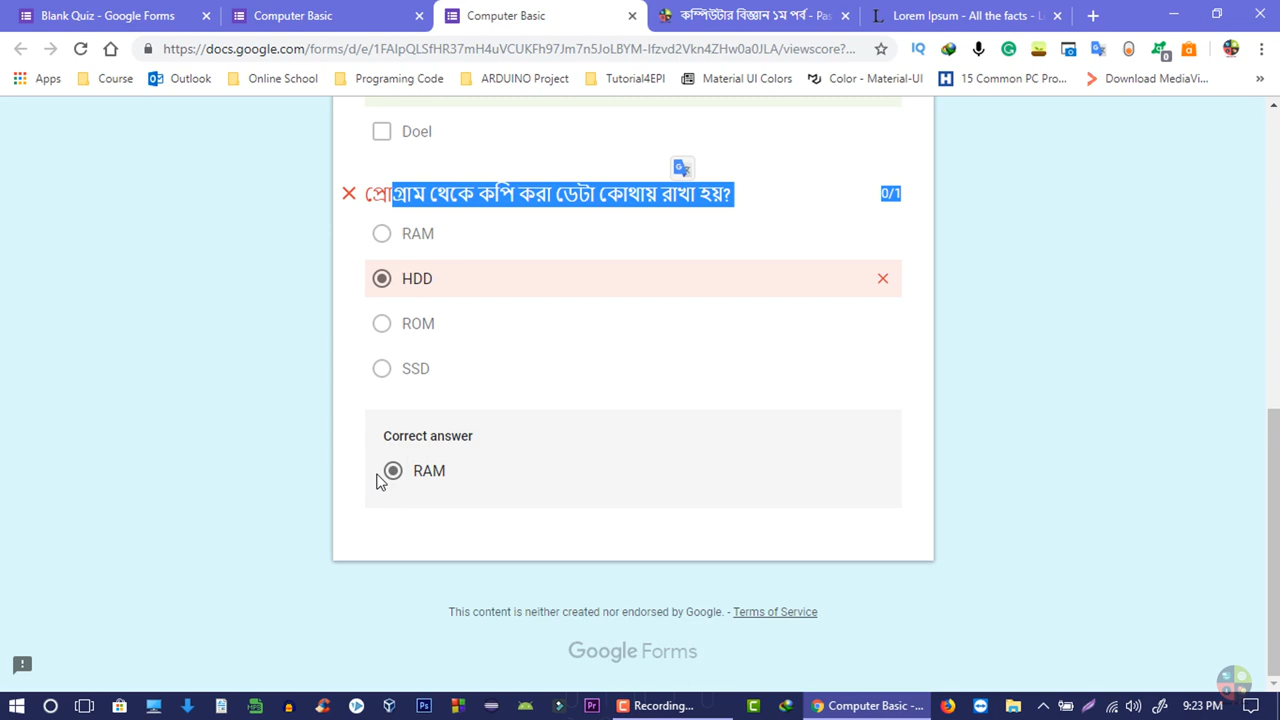 Blank Quiz - Google Forms
Computer Basic
Computer Basic
কম্পিউটার বিজ্ঞান ১ম পর্ব - Pas
Lorem Ipsum - All the facts - L
https://docs.google.com/forms/d/e/1FAIpQLSfHR37mH4uVCUKFh97Jm7n5JoLBYM-Ifzvd2Vkn4ZHw0a0JLA/viewscore?...
Apps
Course
Outlook
Online School
Programing Code
ARDUINO Project
Tutorial4EPI
Material UI Colors
Color - Material-UI
15 Common PC Pro...
Download MediaVi...
Doel
প্রোগ্রাম থেকে কপি করা ডেটা কোথায় রাখা হয়?
0/1
RAM
HDD
ROM
SSD
Correct answer
RAM
This content is neither created nor endorsed by Google. - Terms of Service
Google Forms
Recording...
Computer Basic -...
9:23 PM